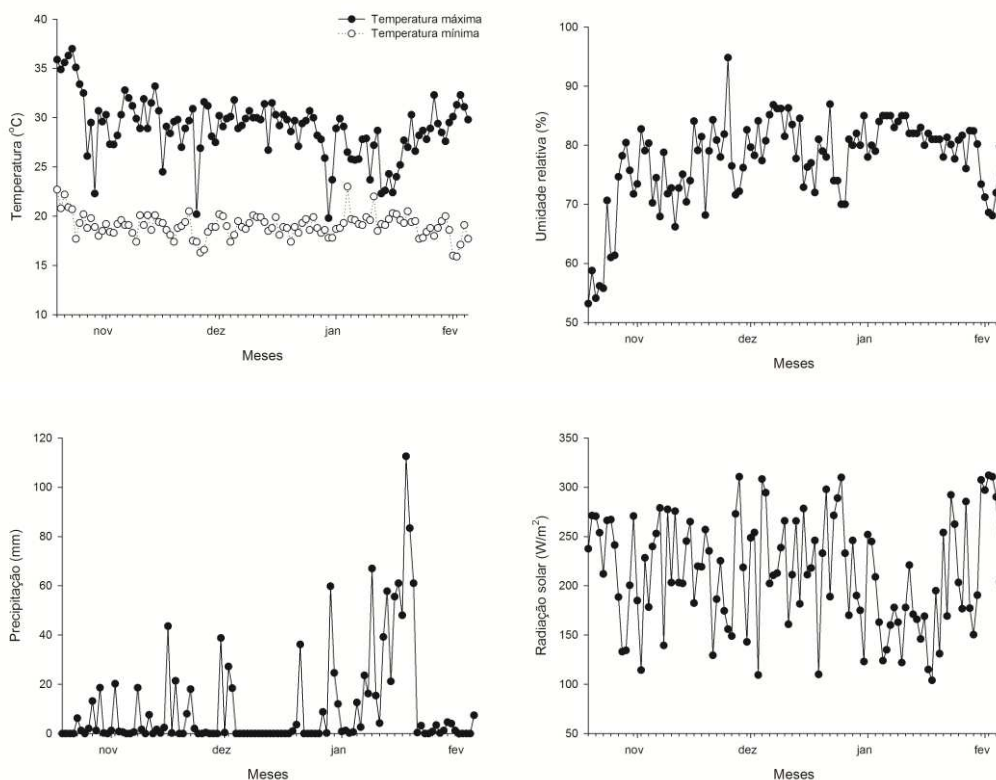 Temperatura máxima
Temperatura mínima
Temperatura (°C)
40
35
30
25
20
15
10
nov
dez
jan
fev
Meses
Umidade relativa (%)
100
90
80
70
60
50
nov
dez
jan
fev
Meses
Precipitação (mm)
120
100
80
60
40
20
0
nov
dez
jan
fev
Meses
Radiação solar (W/m²)
350
300
250
200
150
100
50
nov
dez
jan
fev
Meses